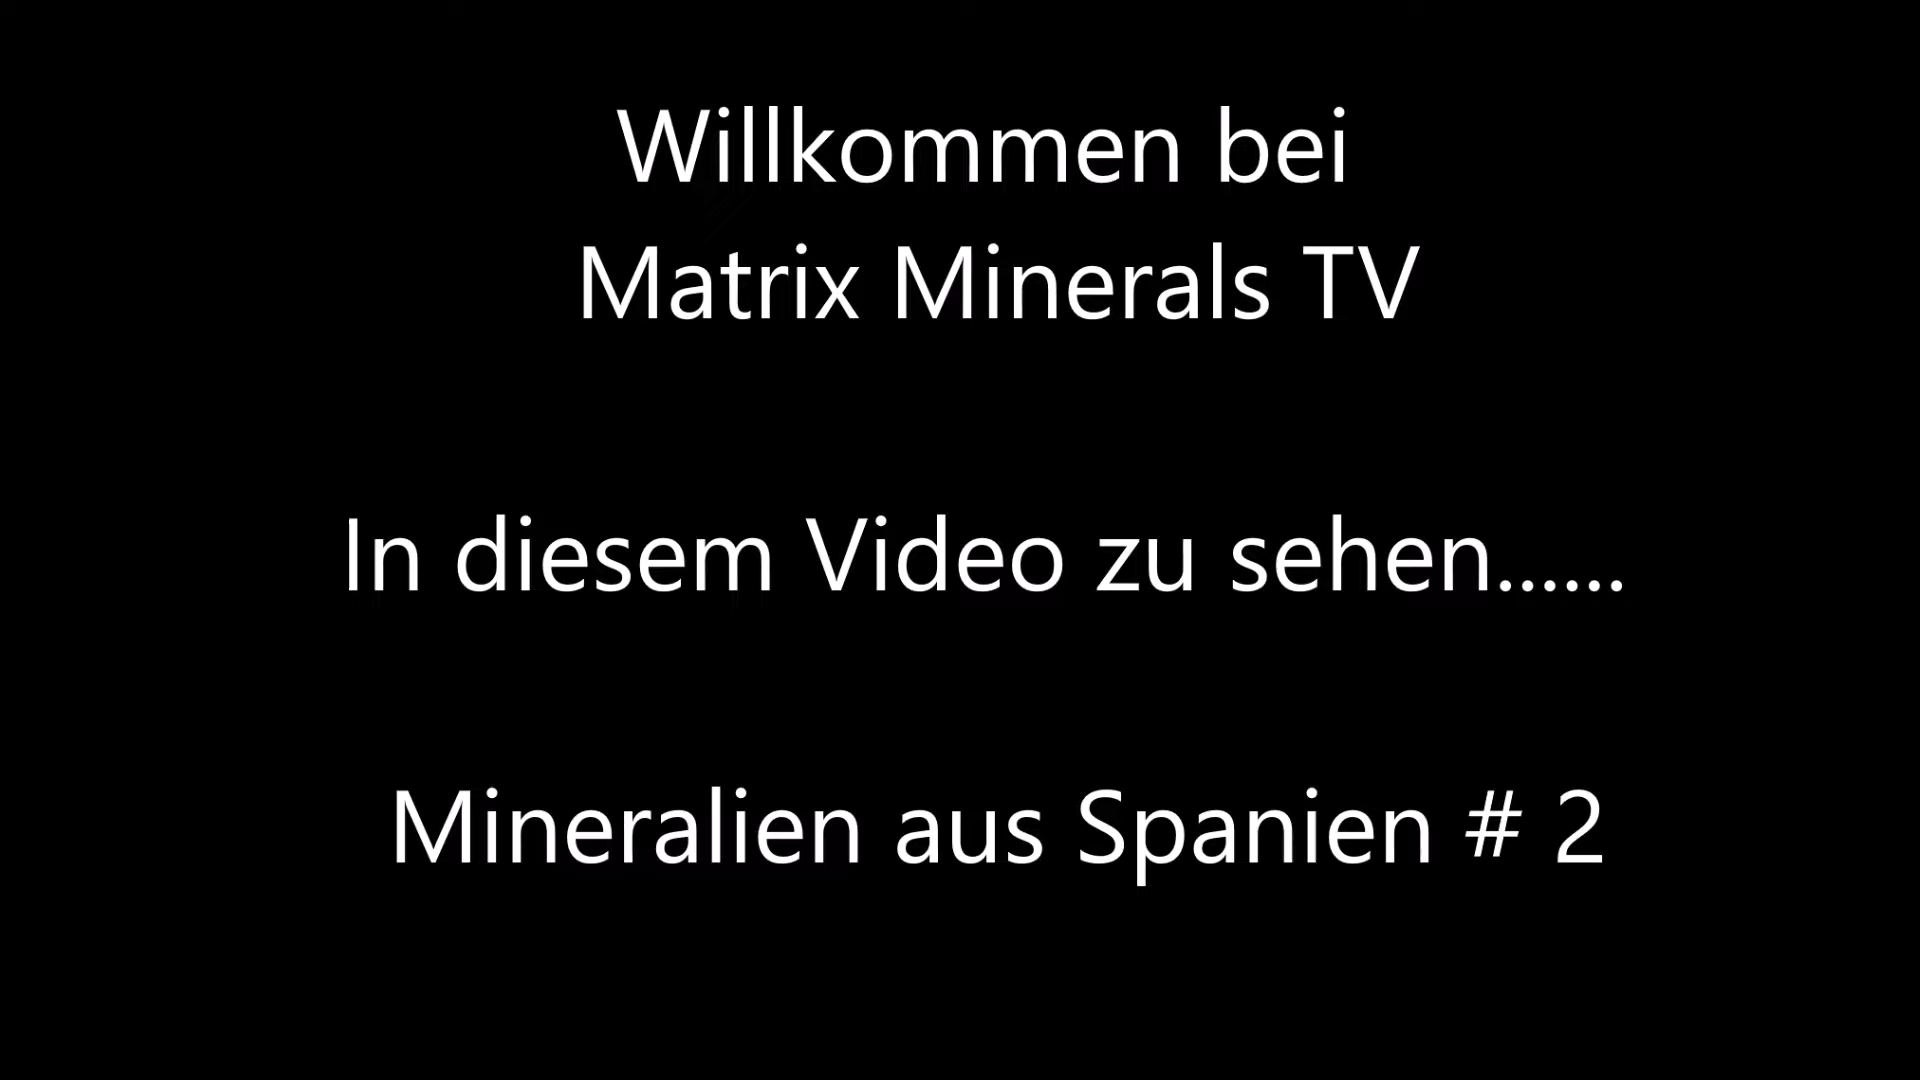 Willkommen bei
Matrix Minerals TV
In diesem Video zu sehen......
Mineralien aus Spanien # 2